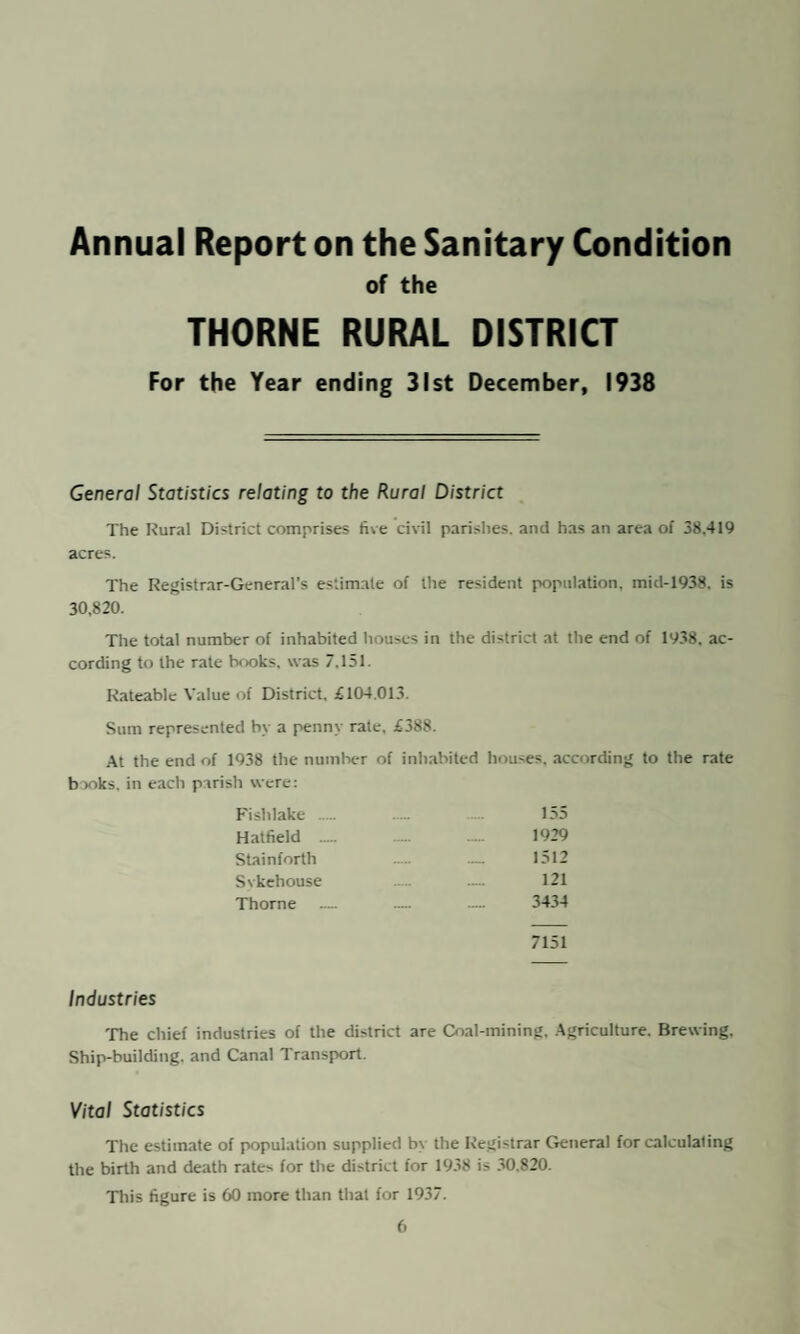 Annual Report on the Sanitary Condition
of the
THORNE RURAL DISTRICT
For the Year ending 31st December, 1938
General Statistics relating to the Rural District
The Rural District comprises five civil parishes, and has an area of 38,419
acres.
The Registrar-General's estimate of the resident population, mid-1938, is
30,820.
The total number of inhabited houses in the district at the end of 1938, ac-
cording to the rate books, was 7,151.
Rateable Value of District, £104,013.
Sum represented by a penny rate, £388.
At the end of 1938 the number of inhabited houses, according to the rate
books, in each parish were:
Fishlake ..... ..... ..... 155
Hatfield ..... ..... ..... 1929
Stainforth ..... ..... 1512
Sykehouse ..... ..... 121
Thorne ..... ..... ..... 3434
7151
Industries
The chief industries of the district are Coal-mining, Agriculture, Brewing,
Ship-building, and Canal Transport.
Vital Statistics
The estimate of population supplied by the Registrar General for calculating
the birth and death rates for the district for 1938 is 30,820.
This figure is 60 more than that for 1937.
6